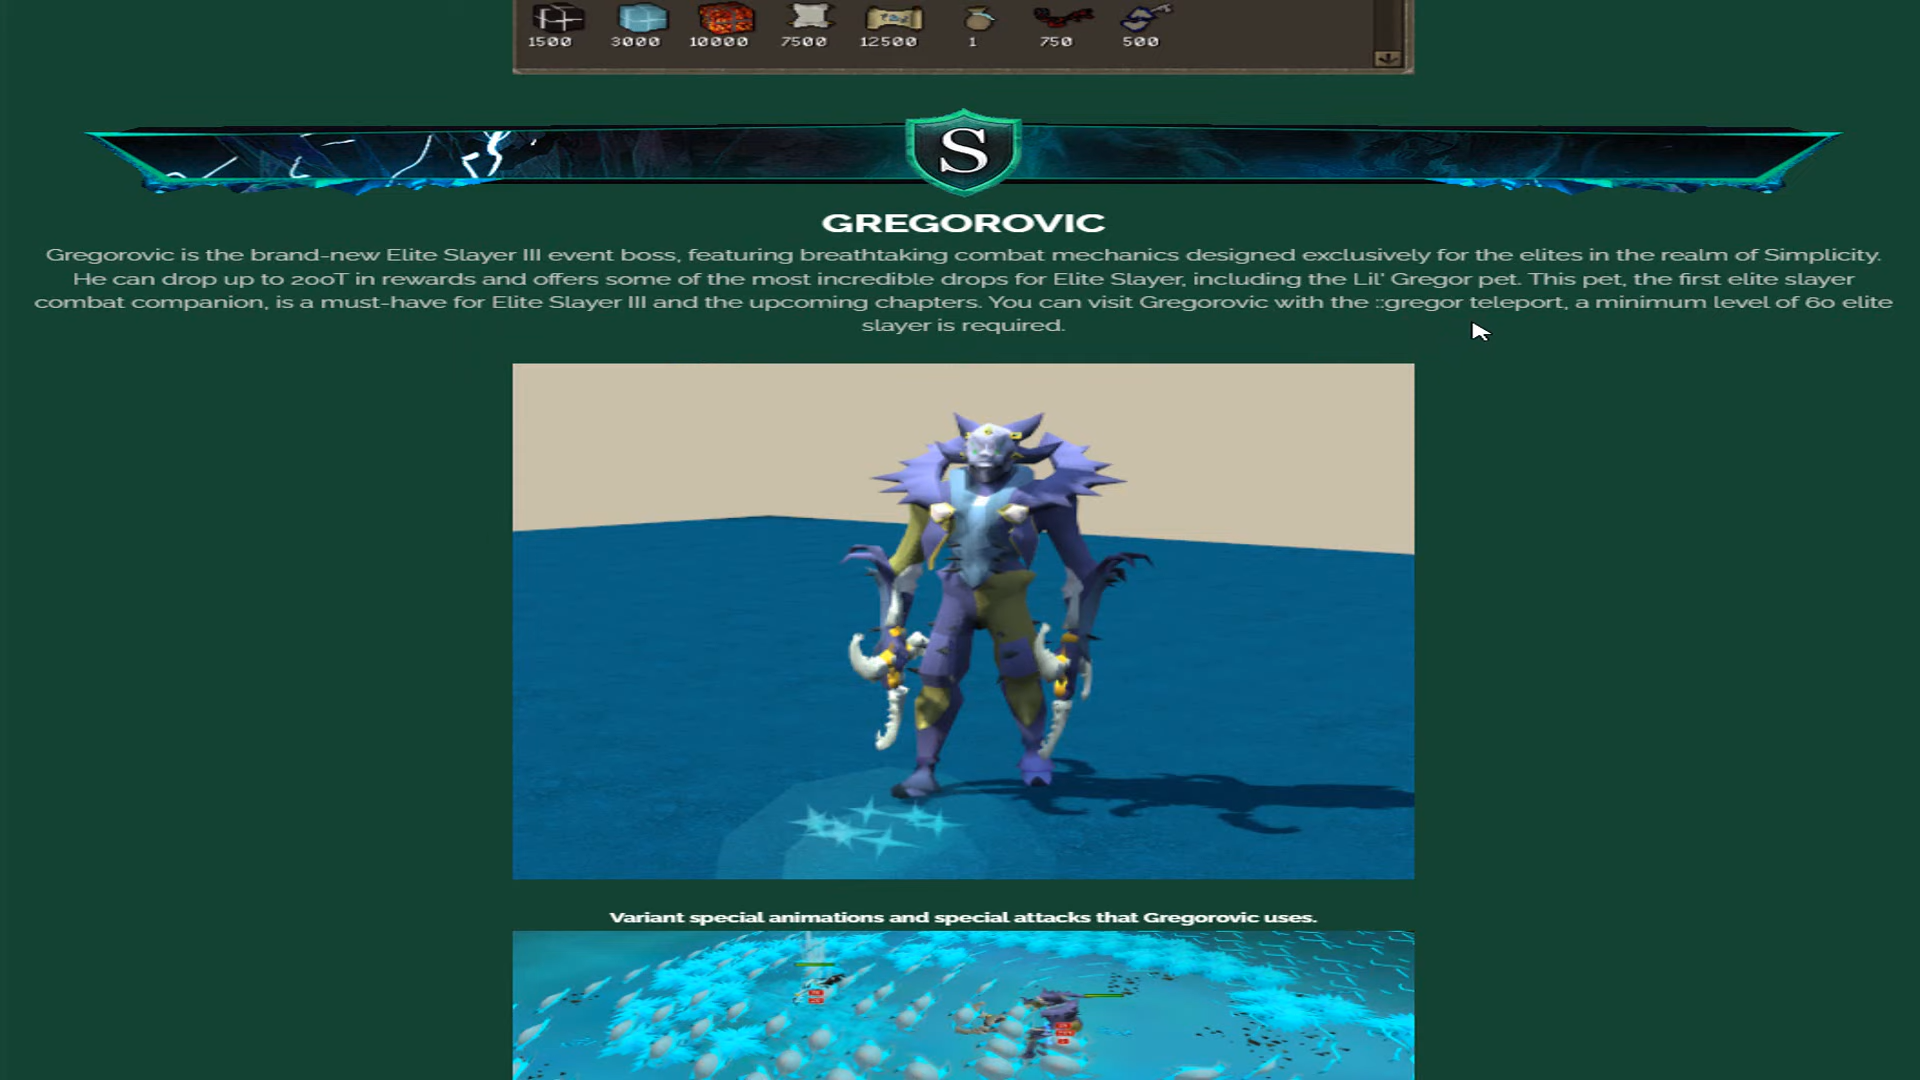 1500 3000 10000 7500 12500 1 750 500
S
GREGOROVIC
Gregorovic is the brand-new Elite Slayer III event boss, featuring breathtaking combat mechanics designed exclusively for the elites in the realm of Simplicity.
He can drop up to 200T in rewards and offers some of the most incredible drops for Elite Slayer, including the Lil' Gregor pet. This pet, the first elite slayer
combat companion, is a must-have for Elite Slayer III and the upcoming chapters. You can visit Gregorovic with the ::gregor teleport, a minimum level of 60 elite
slayer is required.
Variant special animations and special attacks that Gregorovic uses.